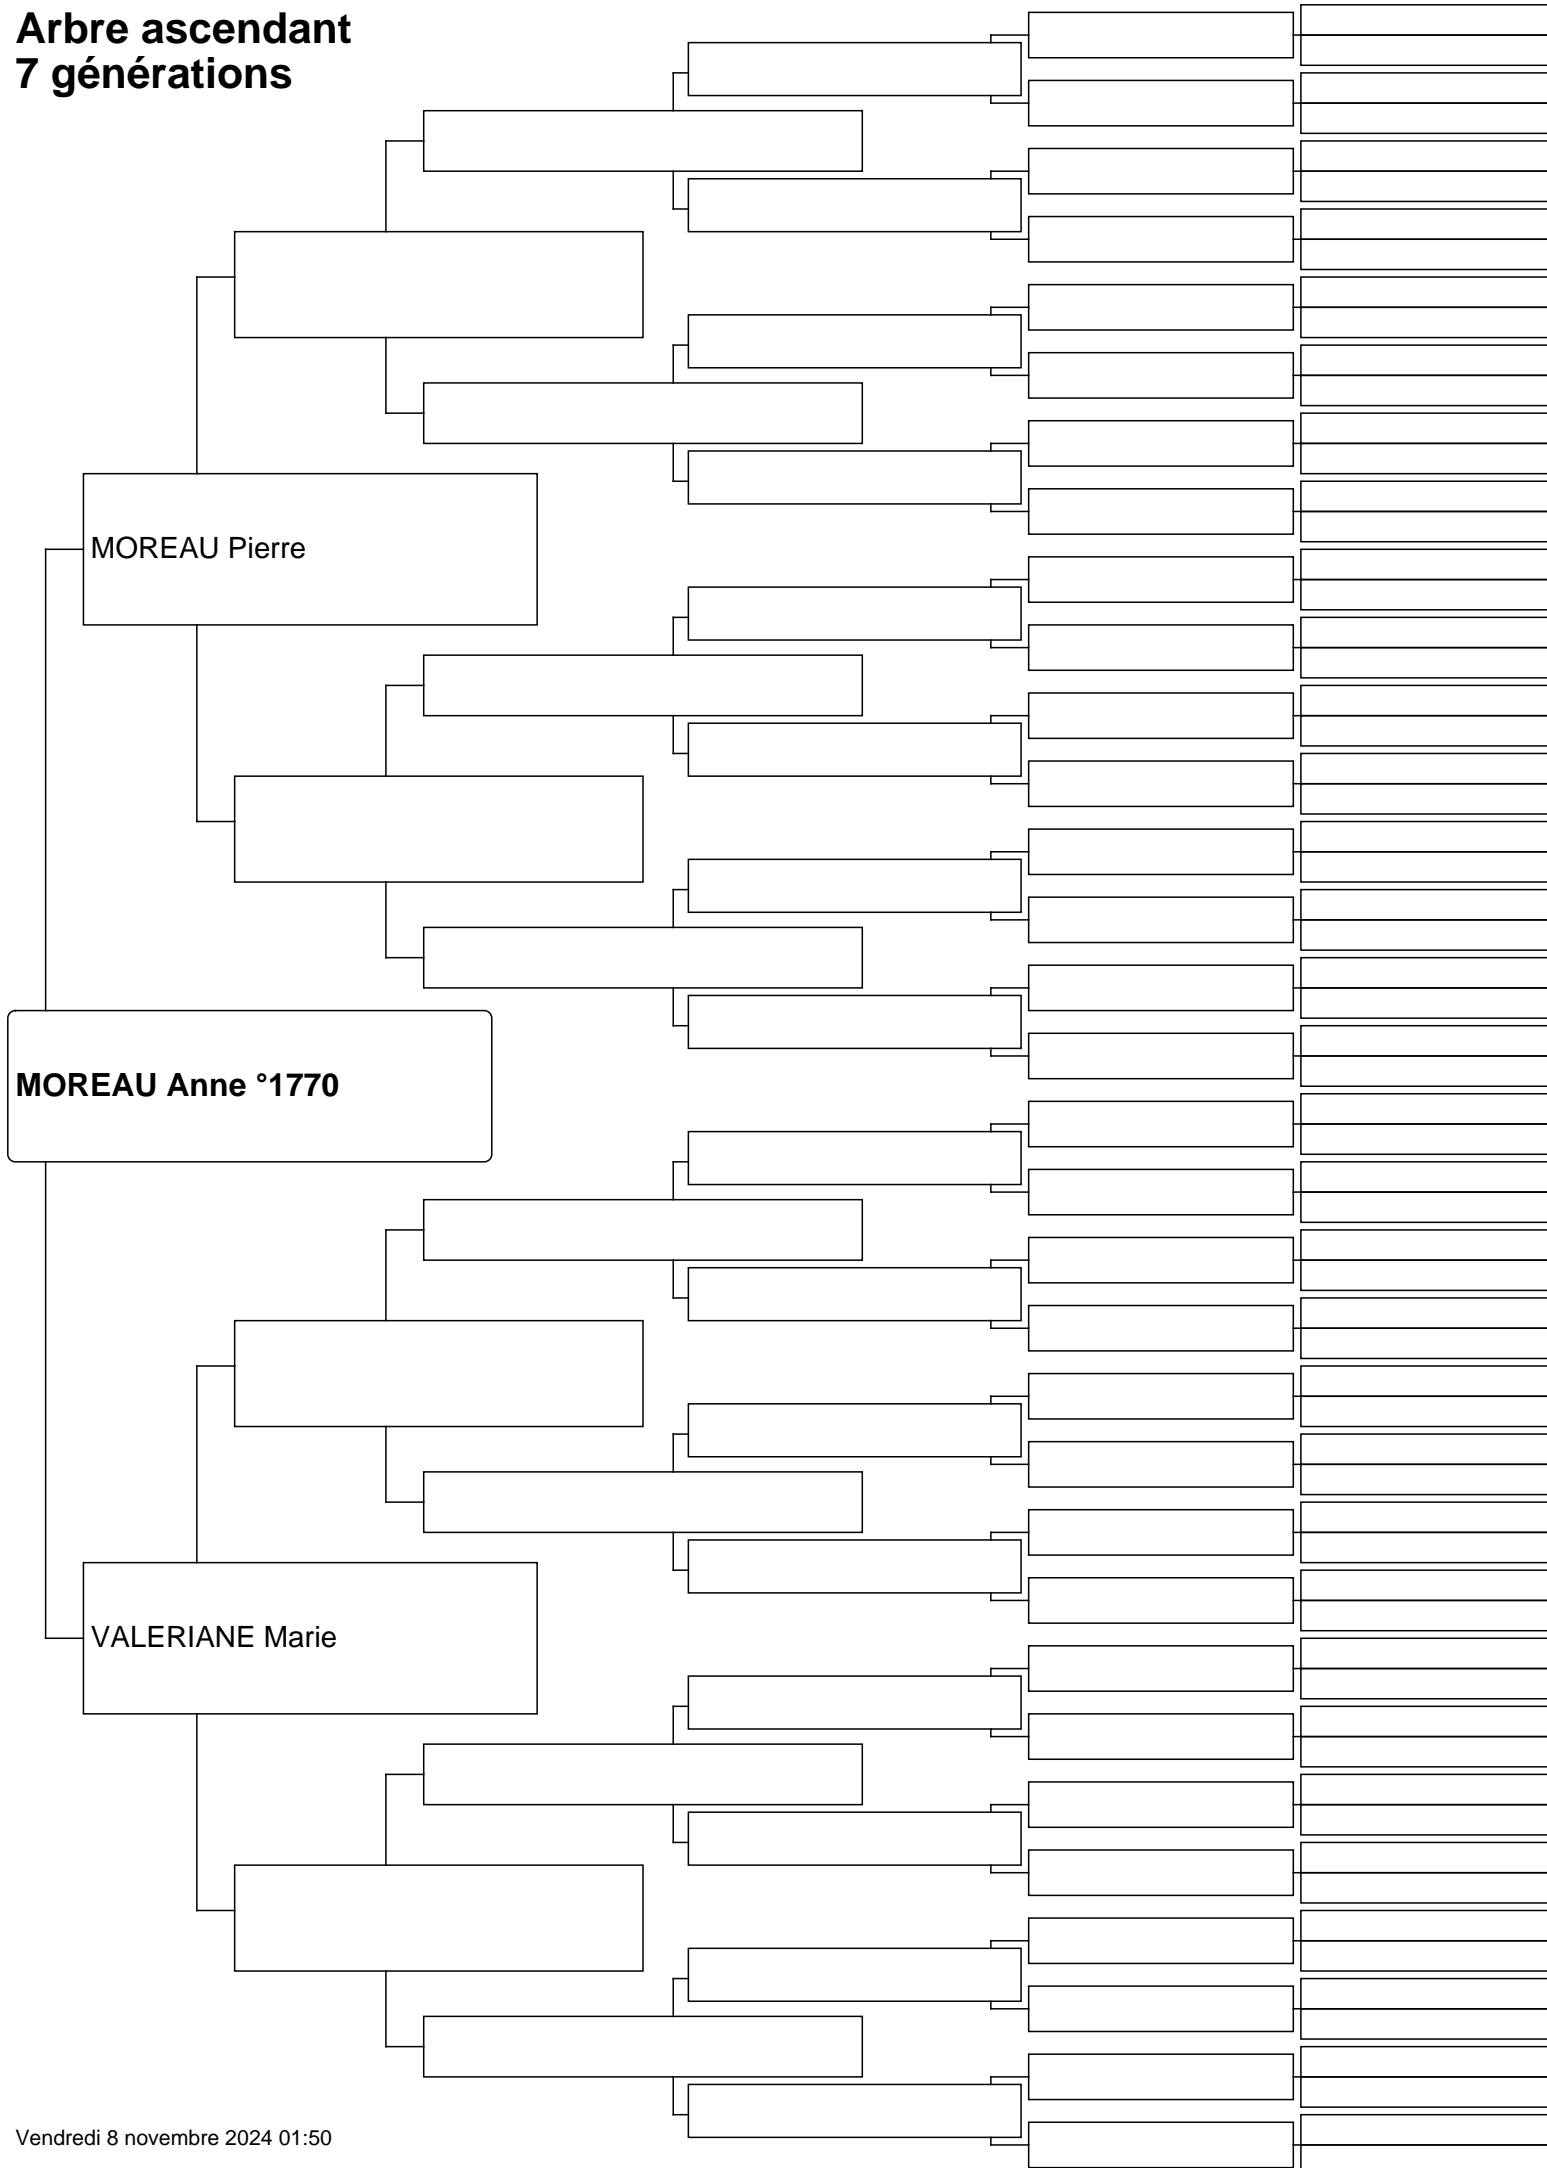 Arbre ascendant
7 générations
MOREAU Pierre
MOREAU Anne °1770
VALERIANE Marie
Vendredi 8 novembre 2024 01:50